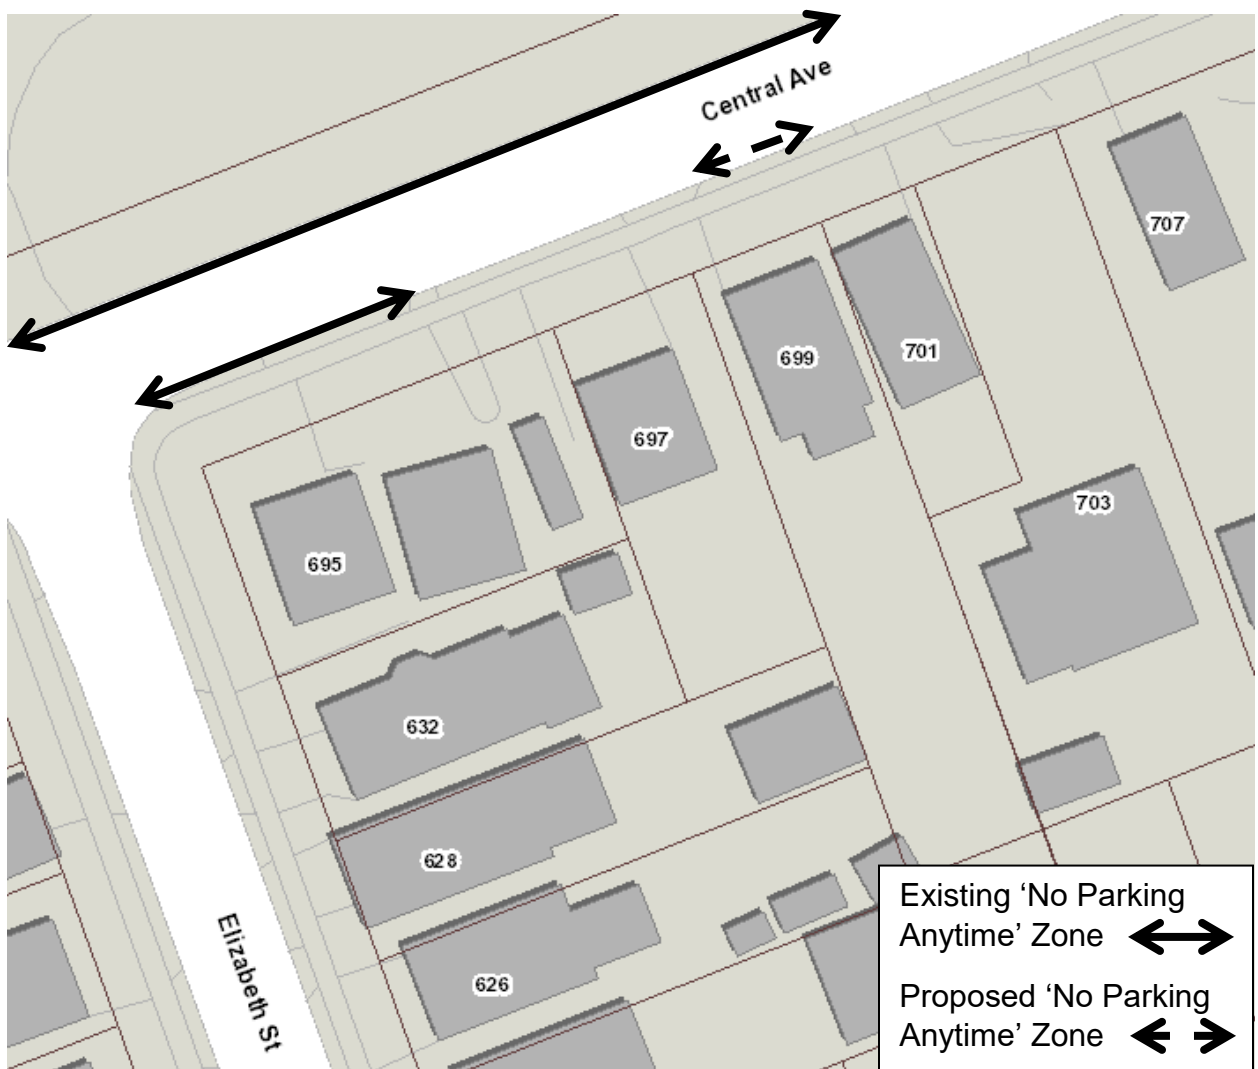 Central Ave
707
701
699
697
703
695
632
628
626
Elizabeth St
Existing ‘No Parking
Anytime’ Zone
Proposed ‘No Parking
Anytime’ Zone